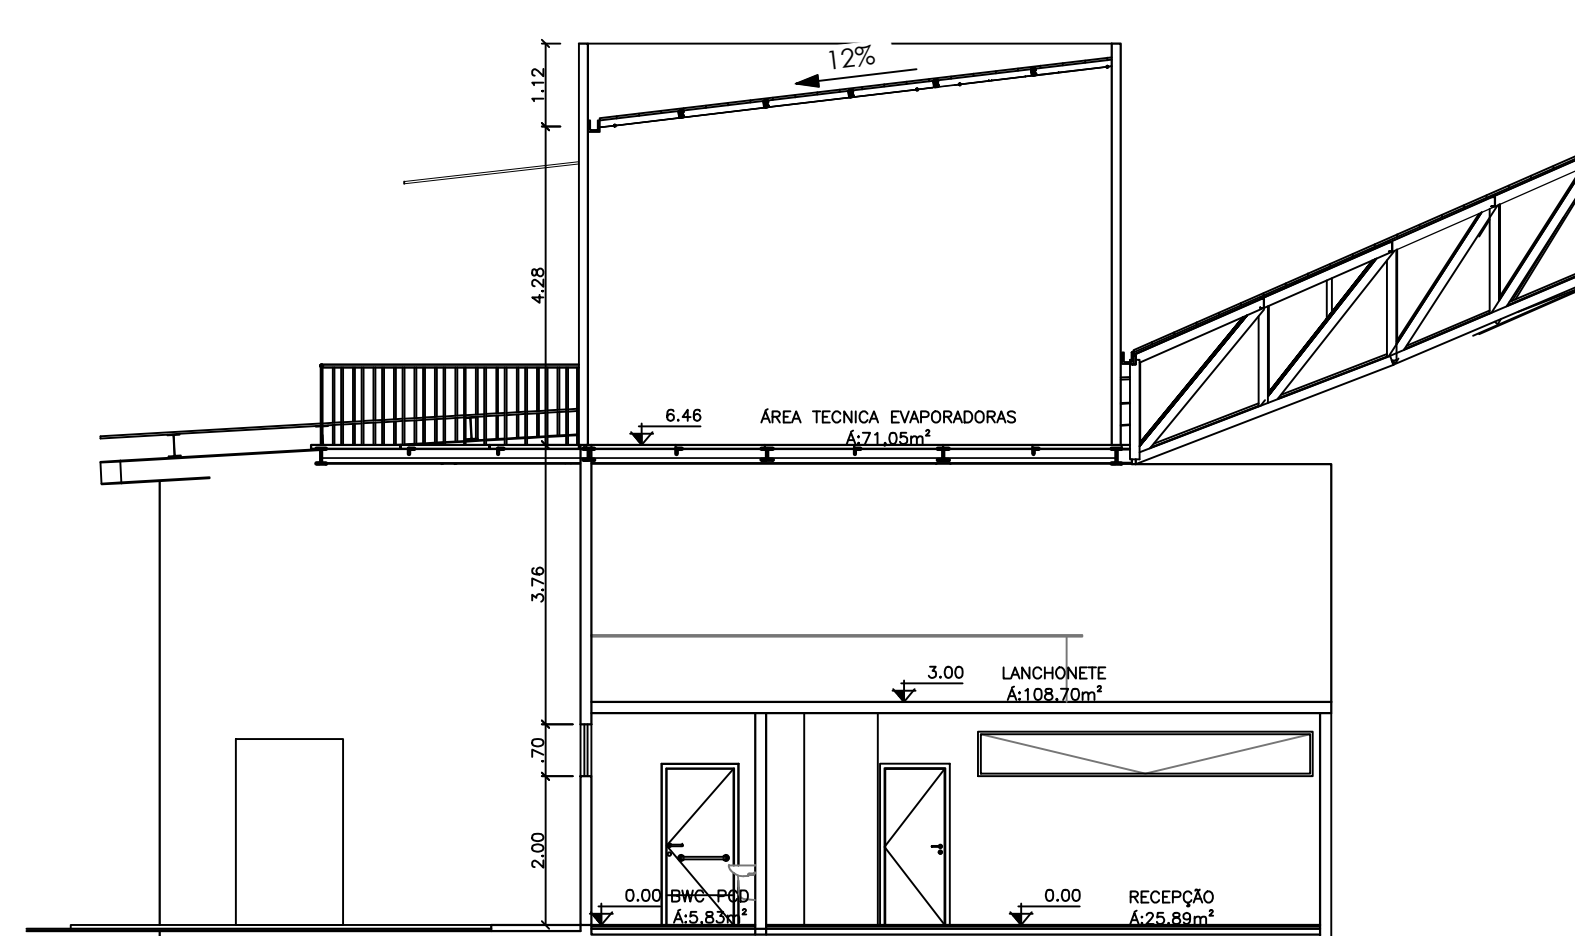 12%
1.12
4.28
6.46
ÁREA TECNICA EVAPORADORAS
Á:71,05m²
3.76
3.00
LANCHONETE
Á:108,70m²
.70
2.00
0.00
BWC PCD
Á:5,83m²
0.00
RECEPÇÃO
Á:25.89m²